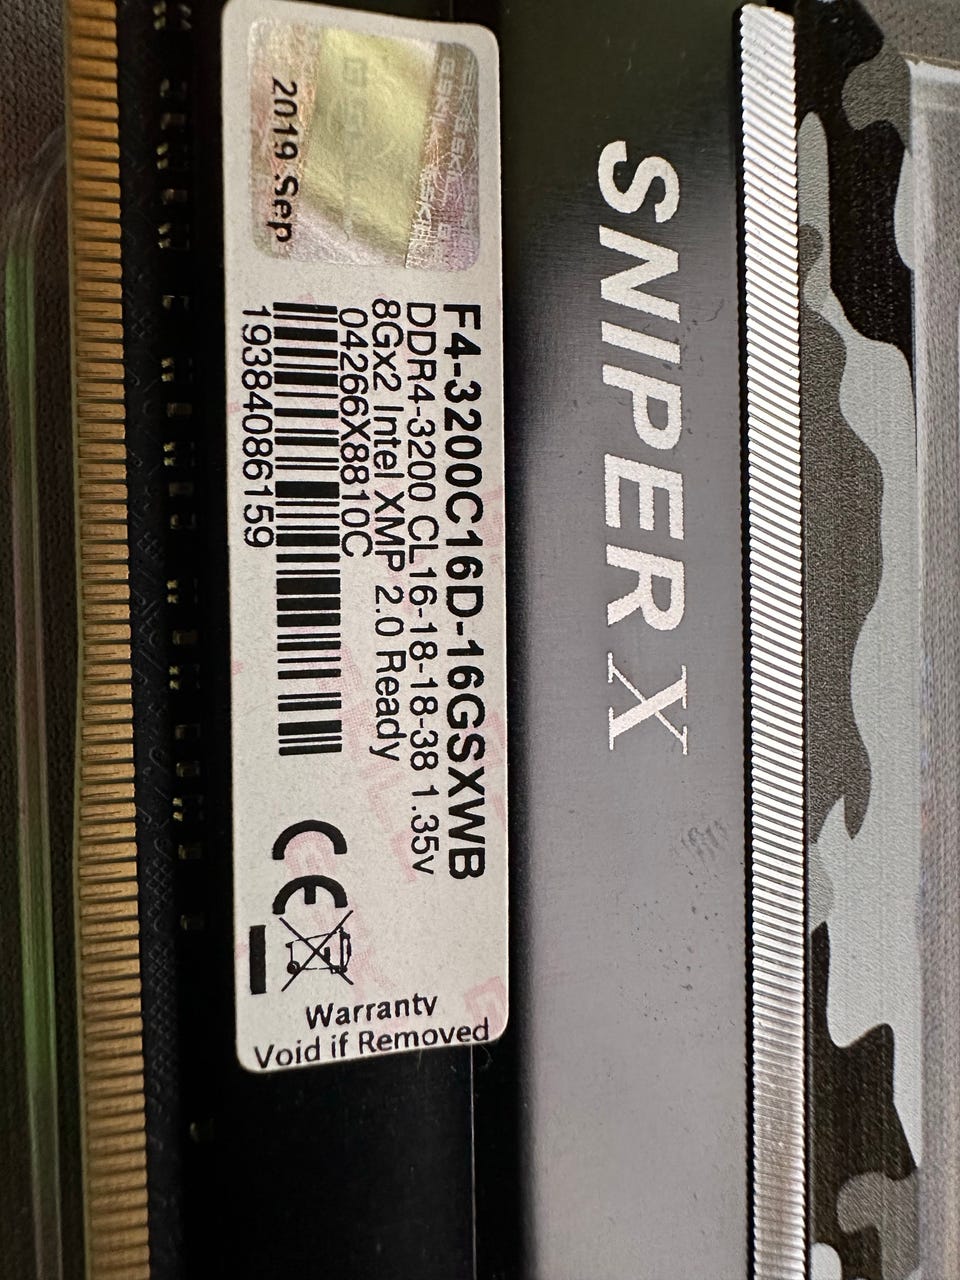 SNIPER X
2019 Sep
F4-3200C16D-16GSXWB
DDR4-3200 CL16-18-18-38 1.35v
8Gx2 Intel XMP 2.0 Ready
04266X8810C
19384086159
CE
Warranty
Void if Removed